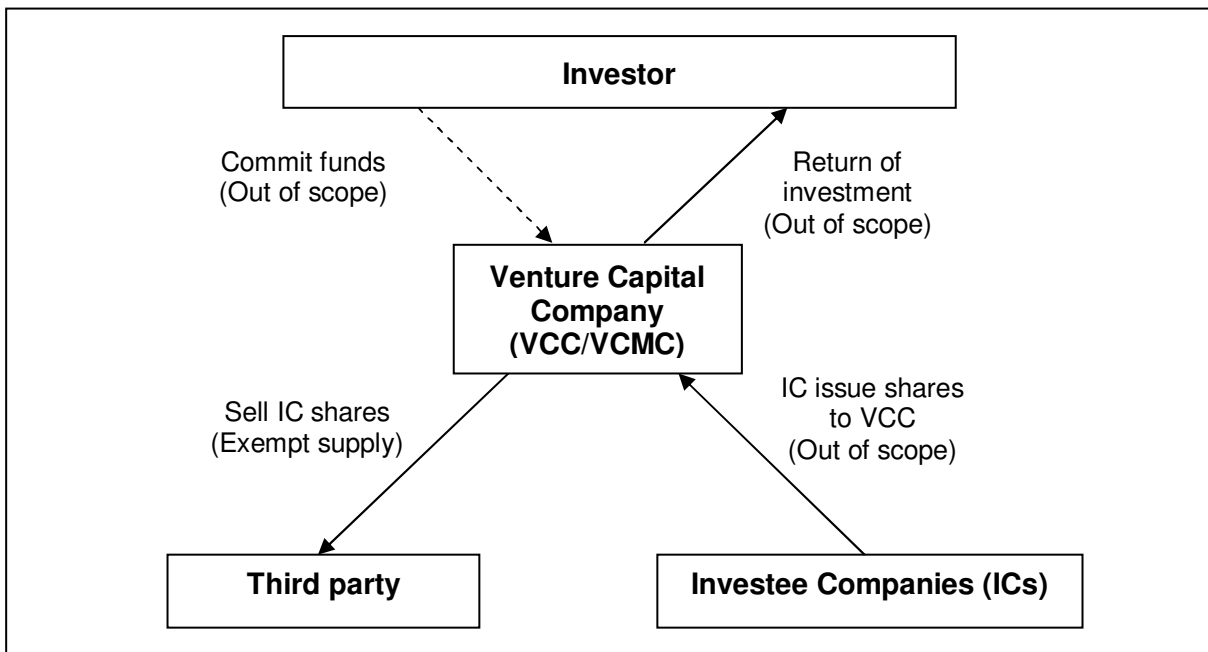 Investor
Commit funds
(Out of scope)
Return of
investment
(Out of scope)
Venture Capital
Company
(VCC/VCMC)
Sell IC shares
(Exempt supply)
IC issue shares
to VCC
(Out of scope)
Third party
Investee Companies (ICs)